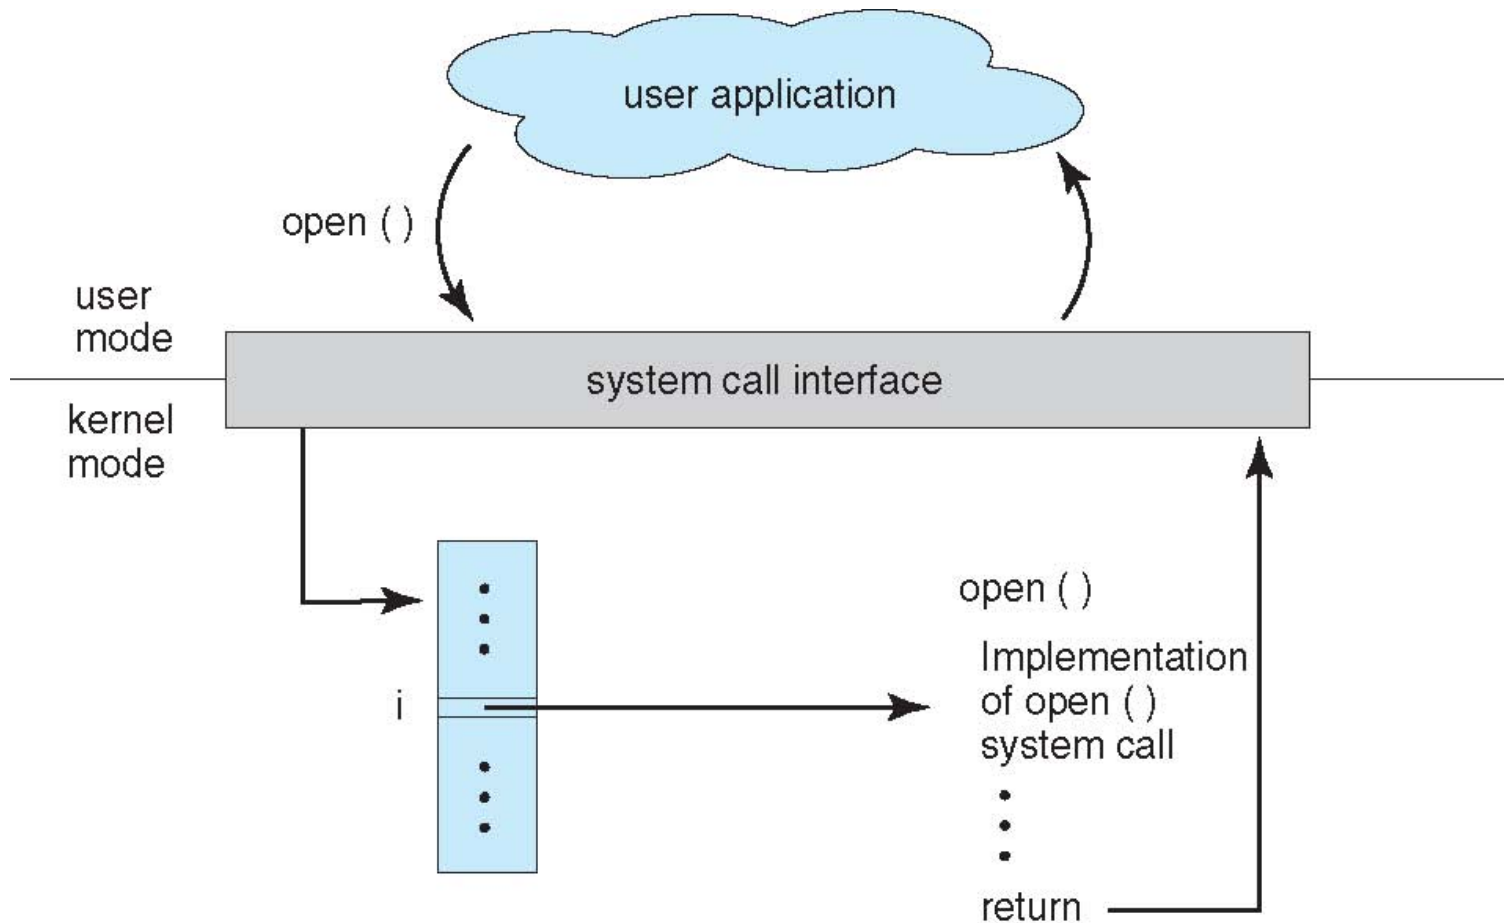 user application
open ( )
user
mode
system call interface
kernel
mode
open ( )
Implementation
of open ( )
system call
i
return